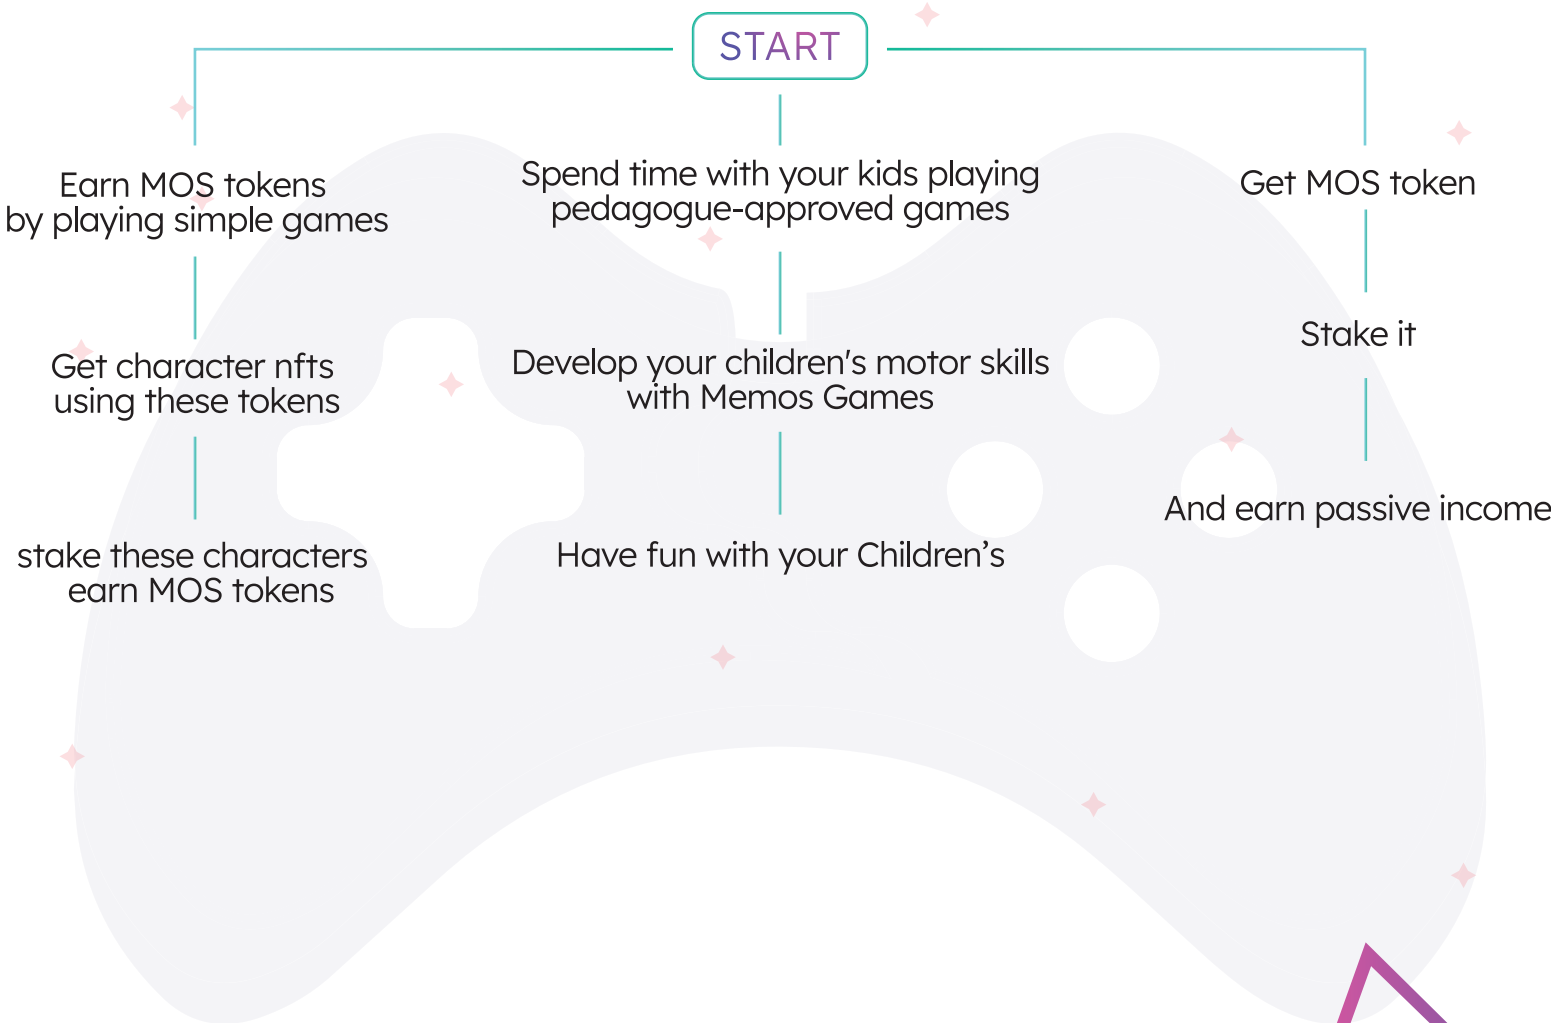 START
Earn MOS tokens
by playing simple games
Get character nfts
using these tokens
stake these characters
earn MOS tokens
Spend time with your kids playing
pedagogue-approved games
Develop your children's motor skills
with Memos Games
Have fun with your Children’s
Get MOS token
Stake it
And earn passive income